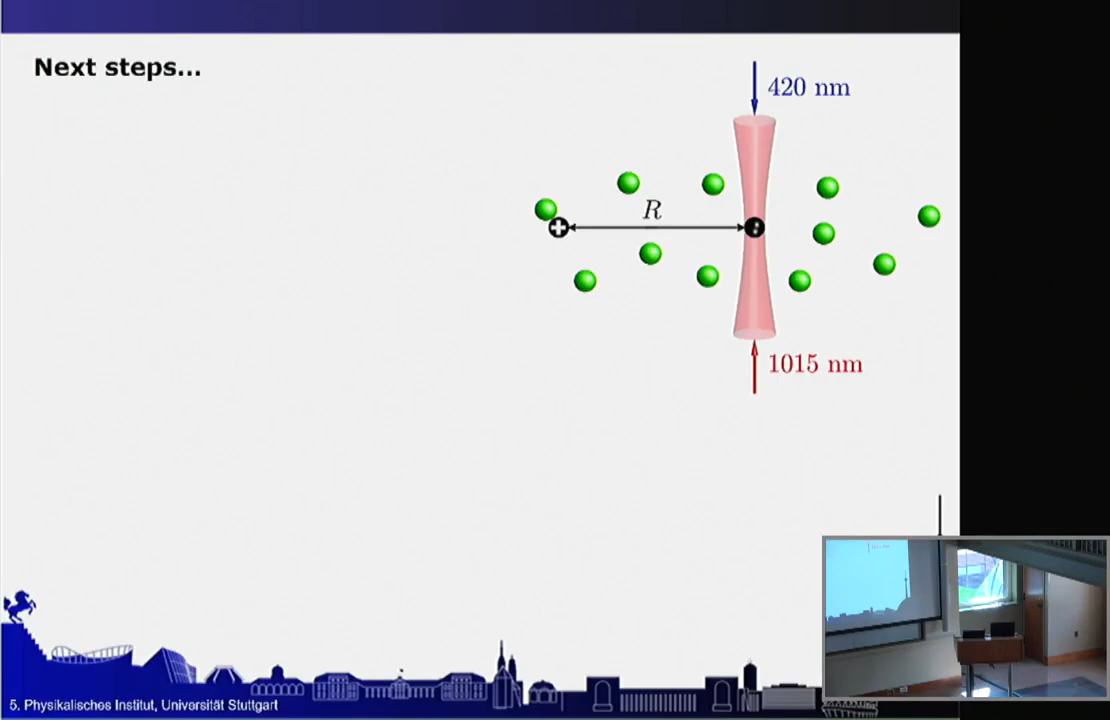 Next steps...
420 nm
R
1015 nm
5. Physikalisches Institut, Universität Stuttgart